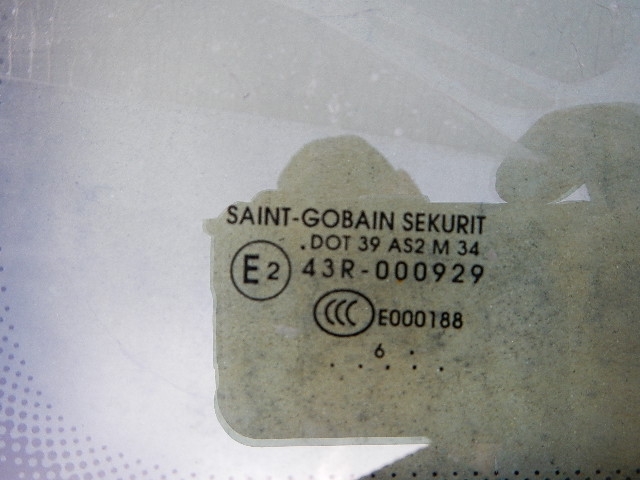 SAINT-GOBAIN SEKURIT
.DOT 39 AS2 M 34
E2 43R-000929
CCC E000188
6